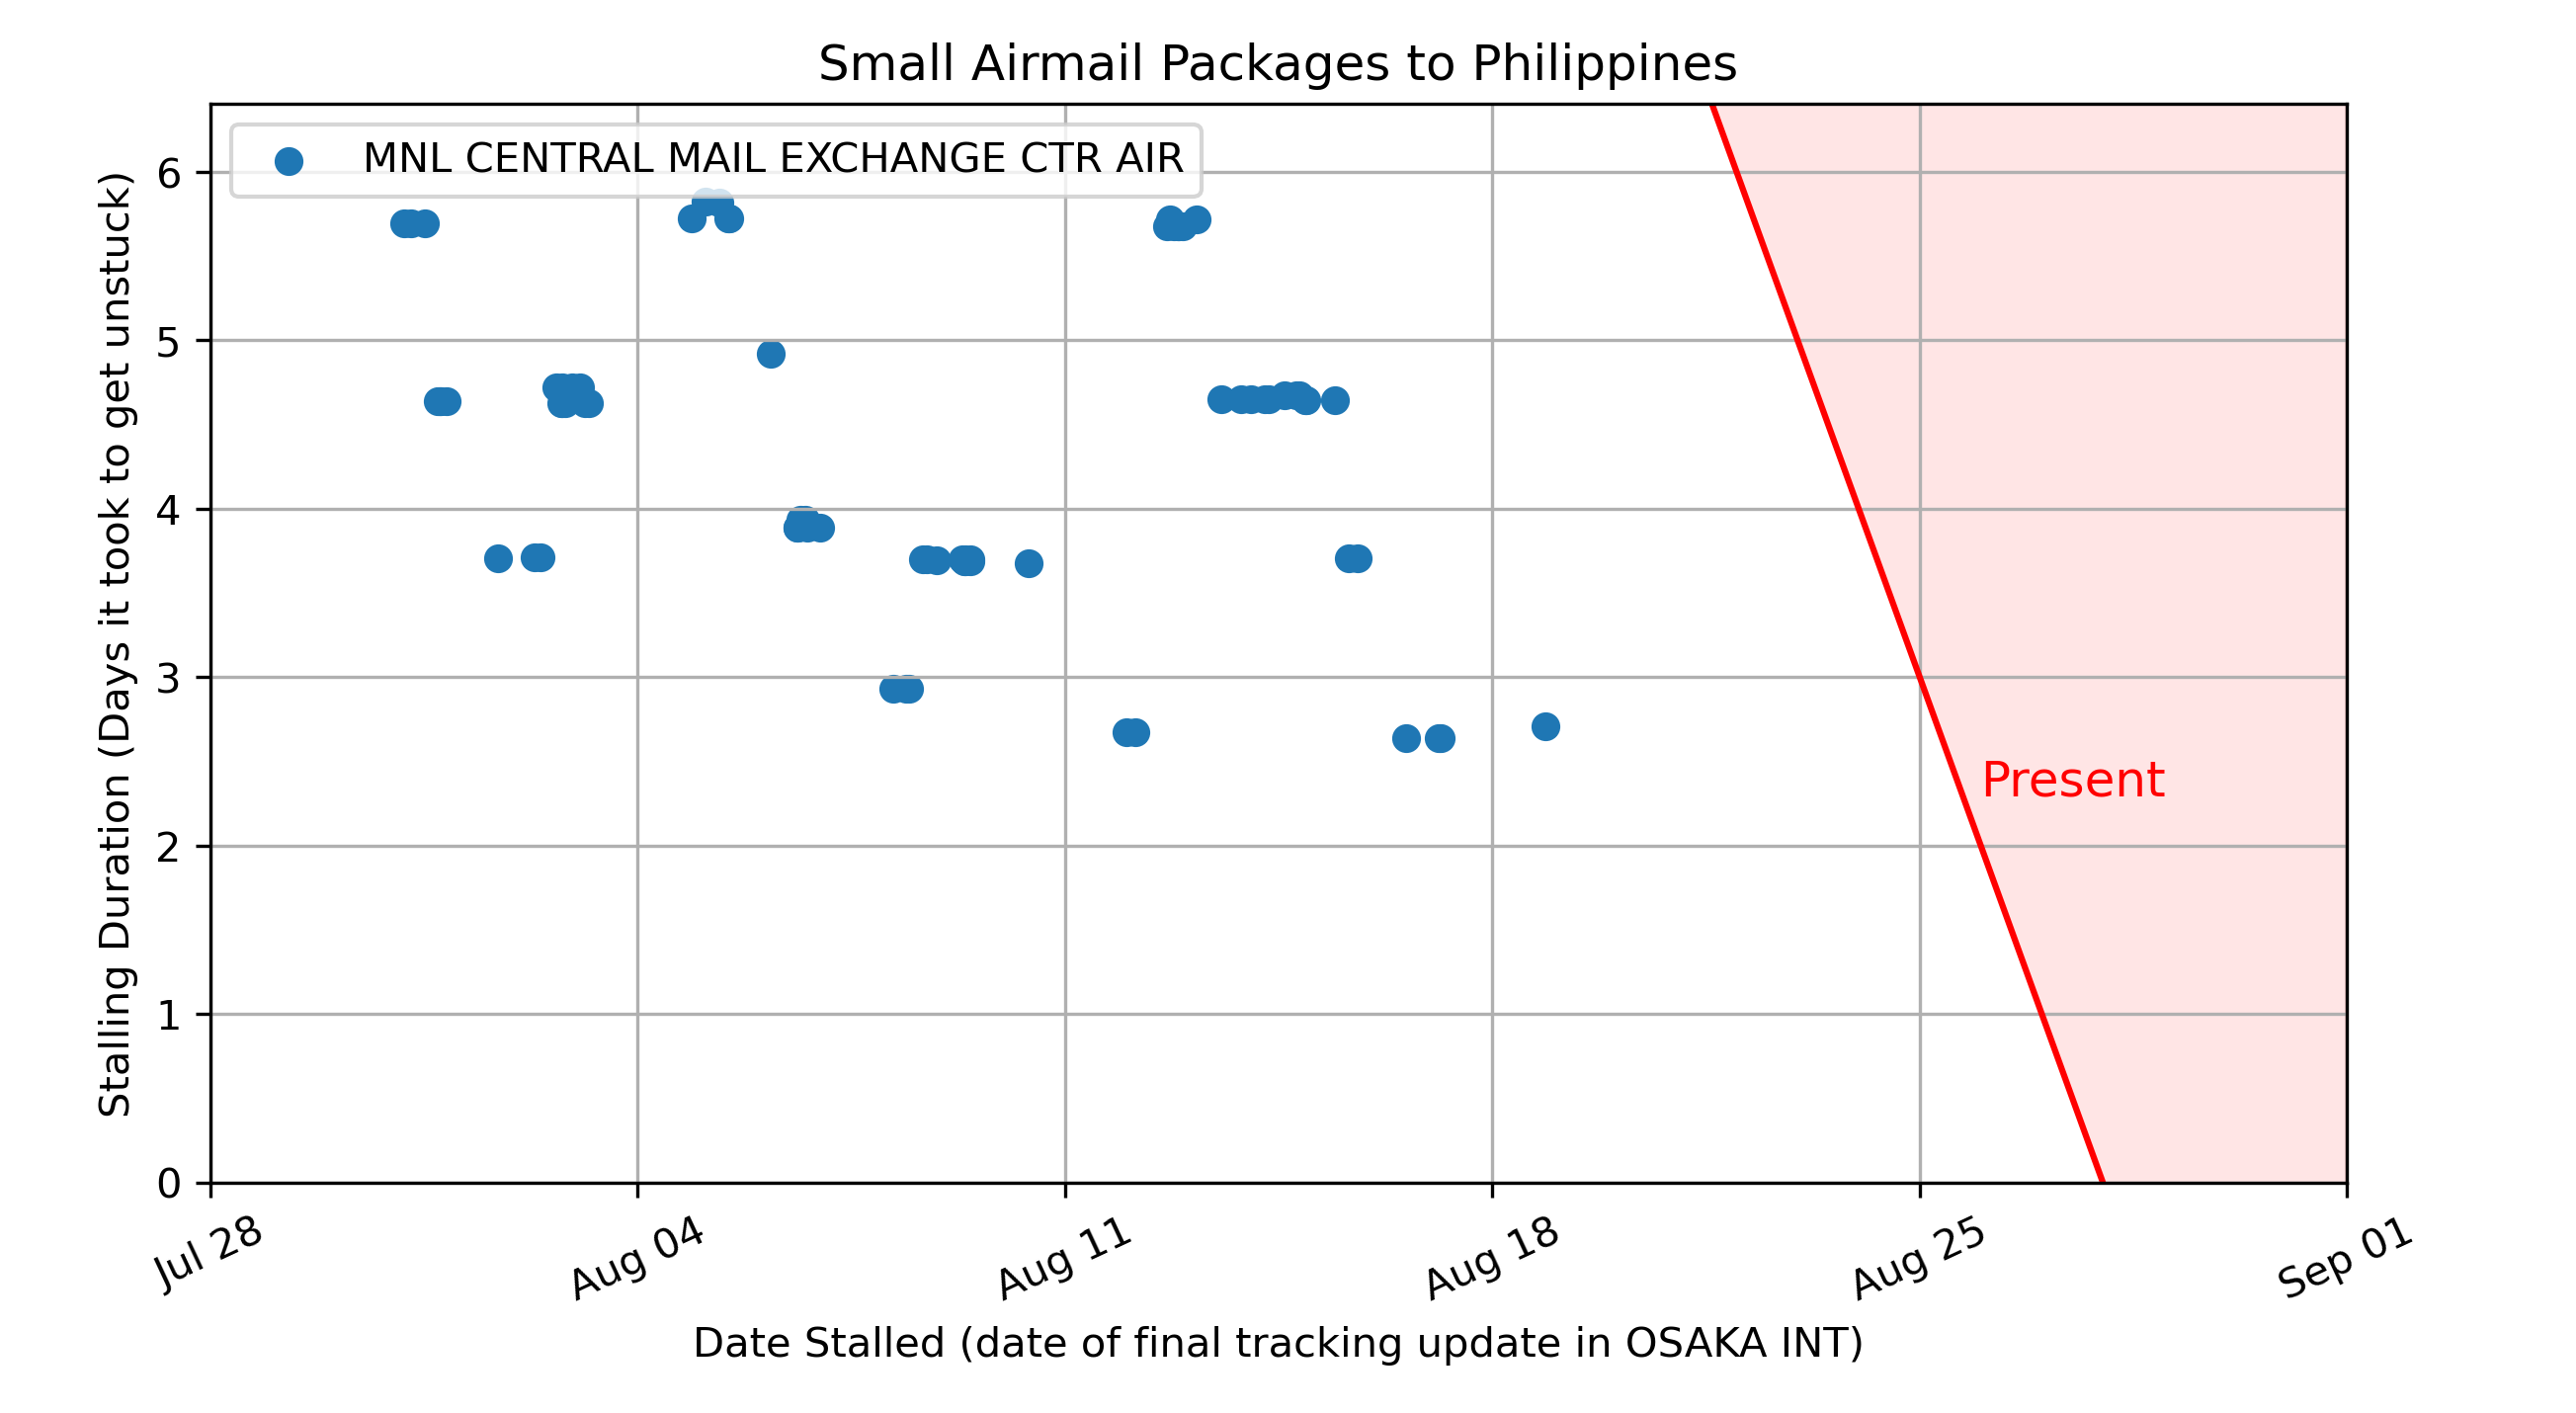 Small Airmail Packages to Philippines
MNL CENTRAL MAIL EXCHANGE CTR AIR
Stalling Duration (Days it took to get unstuck)
6
5
4
3
2
1
0
Present
Jul 28
Aug 04
Aug 11
Aug 18
Aug 25
Sep 01
Date Stalled (date of final tracking update in OSAKA INT)